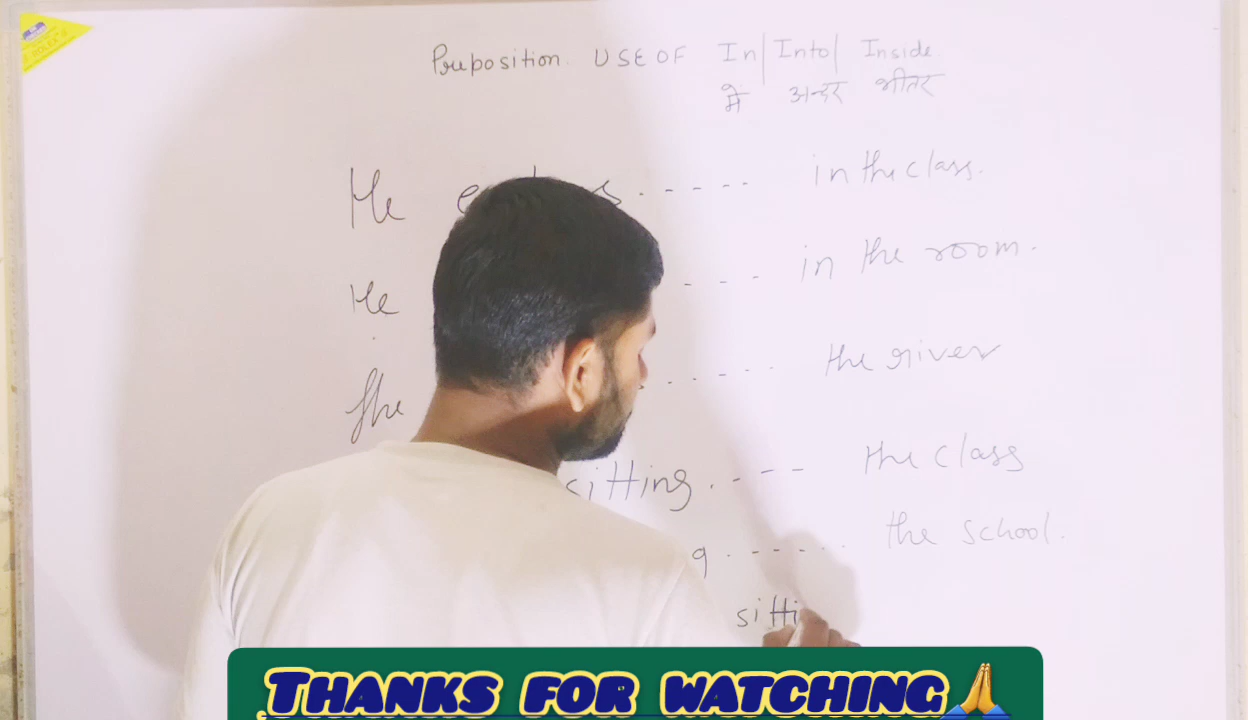 Preposition. USE OF In| Into| Inside
में अन्दर भीतर
He ..... in the class.
He ... in the room.
She ...... the river
sitting .... the class
g ...... the school.
sitti
THANKS FOR WATCHING🙏